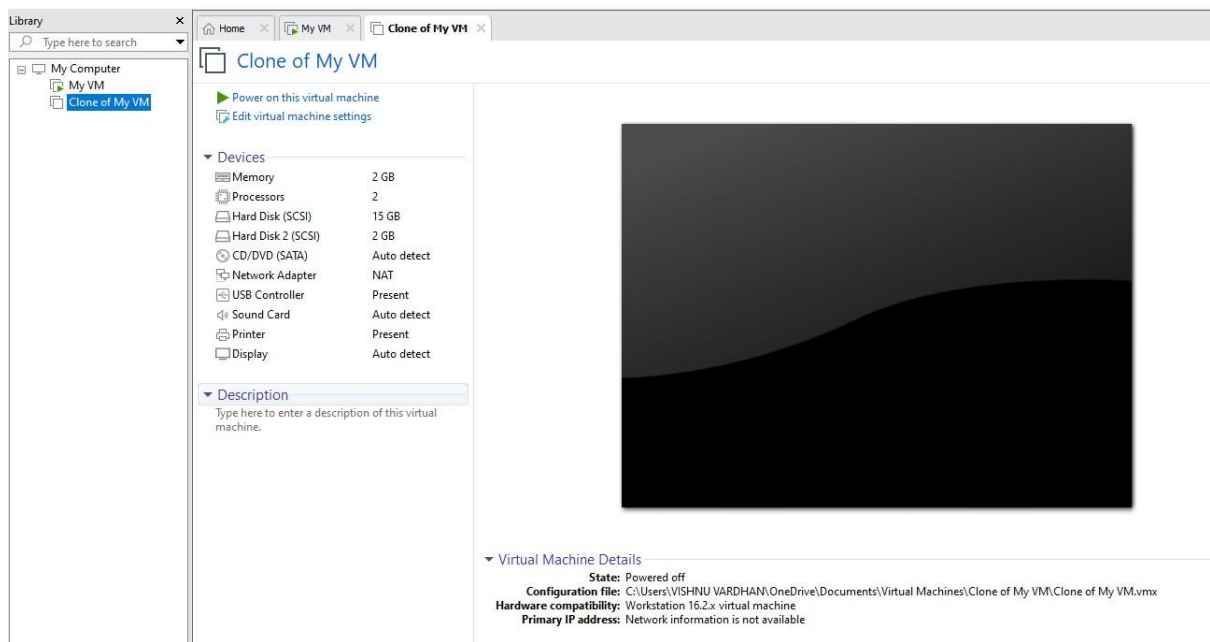 Library
Type here to search
My Computer
My VM
Clone of My VM
Home
My VM
Clone of My VM
Clone of My VM
Power on this virtual machine
Edit virtual machine settings
Devices
Memory 2 GB
Processors 2
Hard Disk (SCSI) 15 GB
Hard Disk 2 (SCSI) 2 GB
CD/DVD (SATA) Auto detect
Network Adapter NAT
USB Controller Present
Sound Card Auto detect
Printer Present
Display Auto detect
Description
Type here to enter a description of this virtual
machine.
Virtual Machine Details
State: Powered off
Configuration file: C:\Users\VISHNU VARDHAN\OneDrive\Documents\Virtual Machines\Clone of My VM\Clone of My VM.vmx
Hardware compatibility: Workstation 16.2.x virtual machine
Primary IP address: Network information is not available